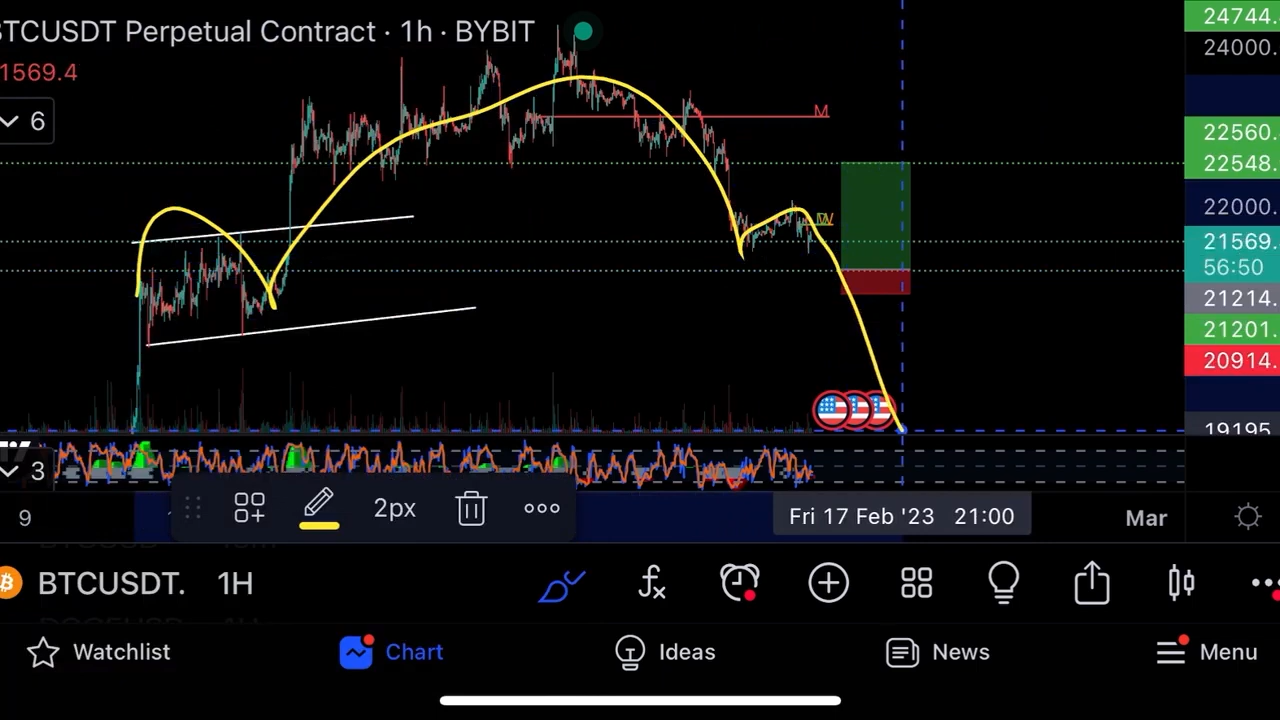 BTCUSDT Perpetual Contract · 1h · BYBIT
1569.4
6
M
W
24744.
24000.
22560.
22548.
22000.
21569.
56:50
21214.
21201.
20914.
19195
3
2px
9
Fri 17 Feb '23 21:00
Mar
BTCUSDT. 1H
Watchlist
Chart
Ideas
News
Menu